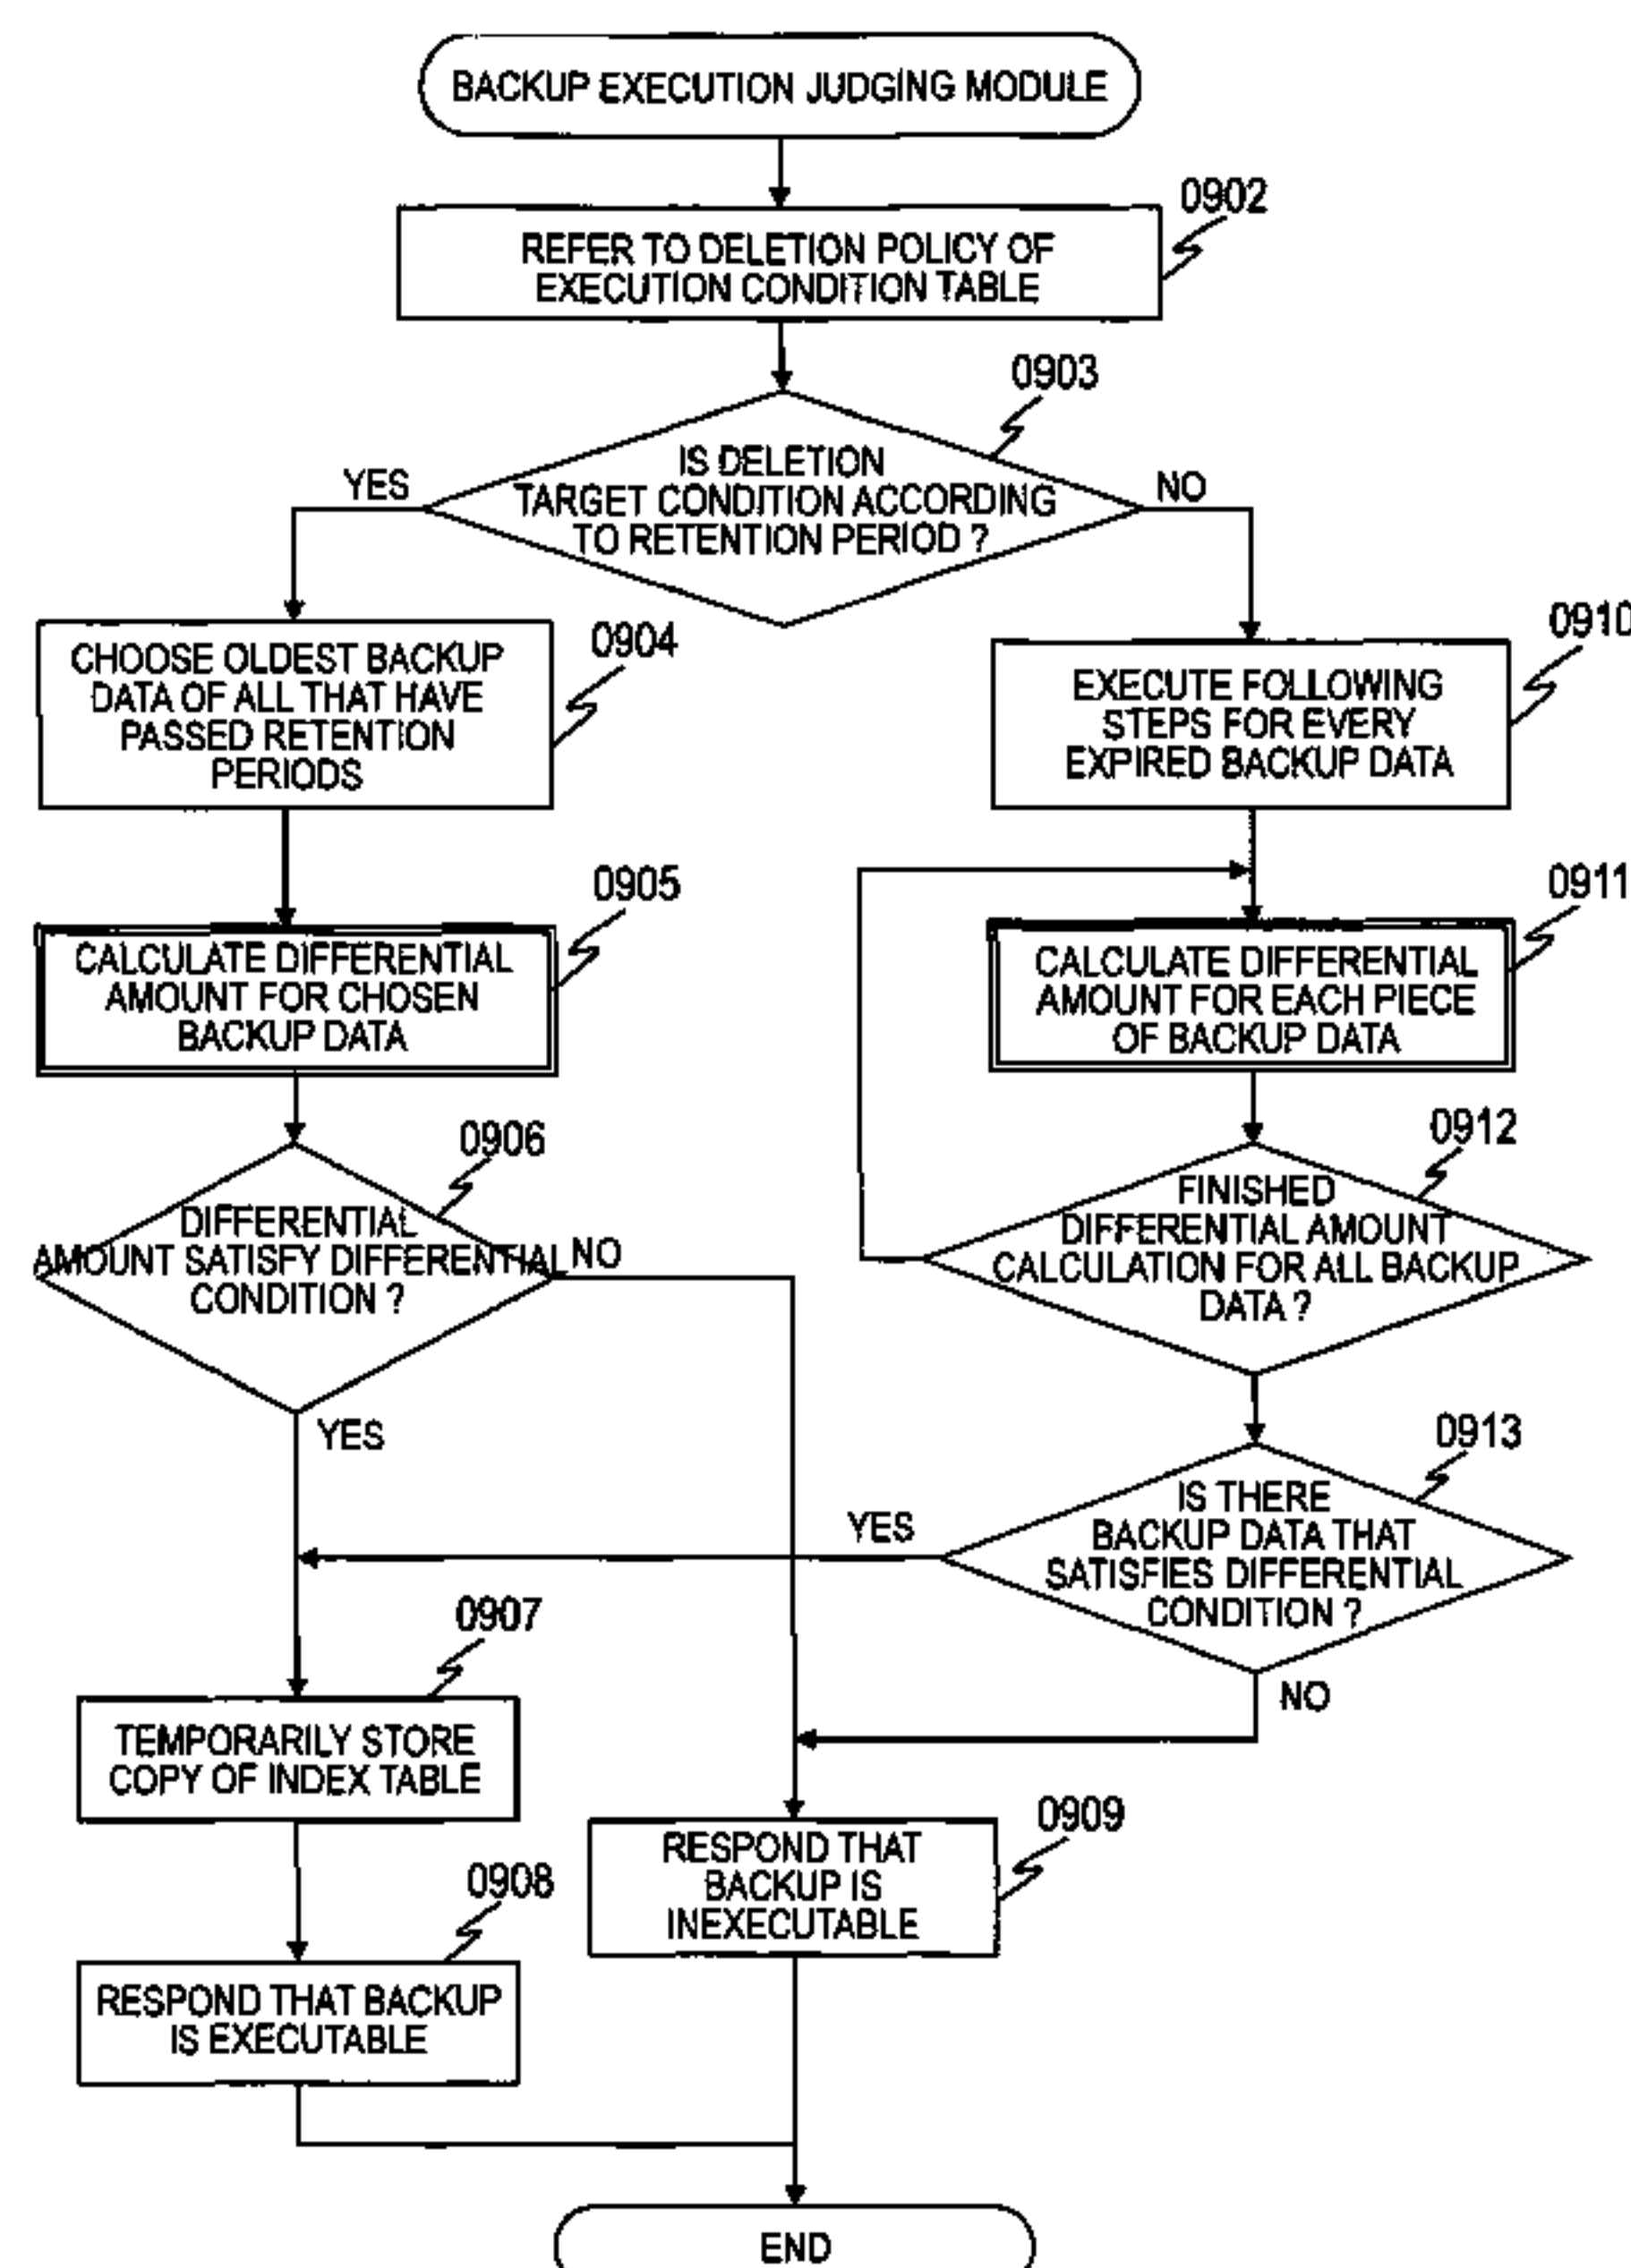 BACKUP EXECUTION JUDGING MODULE
0902
REFER TO DELETION POLICY OF
EXECUTION CONDITION TABLE
0903
IS DELETION
TARGET CONDITION ACCORDING
TO RETENTION PERIOD ?
YES
NO
0904
CHOOSE OLDEST BACKUP
DATA OF ALL THAT HAVE
PASSED RETENTION
PERIODS
0910
EXECUTE FOLLOWING
STEPS FOR EVERY
EXPIRED BACKUP DATA
0905
CALCULATE DIFFERENTIAL
AMOUNT FOR CHOSEN
BACKUP DATA
0911
CALCULATE DIFFERENTIAL
AMOUNT FOR EACH PIECE
OF BACKUP DATA
0906
DIFFERENTIAL
AMOUNT SATISFY DIFFERENTIAL
CONDITION ?
NO
YES
0912
FINISHED
DIFFERENTIAL AMOUNT
CALCULATION FOR ALL BACKUP
DATA ?
0913
IS THERE
BACKUP DATA THAT
SATISFIES DIFFERENTIAL
CONDITION ?
YES
NO
0907
TEMPORARILY STORE
COPY OF INDEX TABLE
0909
RESPOND THAT
BACKUP IS
INEXECUTABLE
0908
RESPOND THAT BACKUP
IS EXECUTABLE
END